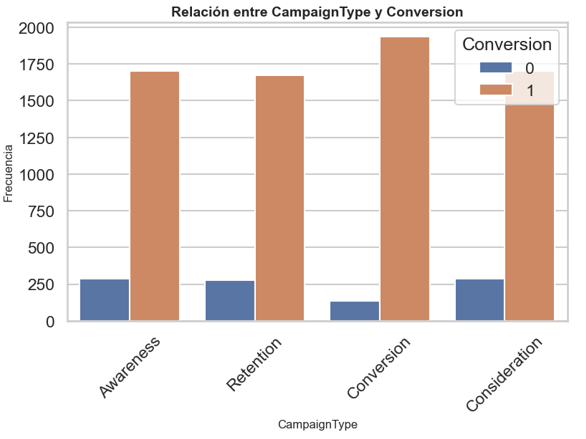 Relación entre CampaignType y Conversion
Conversion
0
1
2000
1750
1500
1250
1000
750
500
250
0
Frecuencia
Awareness
Retention
Conversion
Consideration
CampaignType